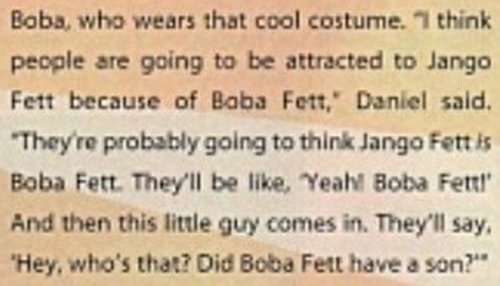 Boba, who wears that cool costume. "I think
people are going to be attracted to Jango
Fett because of Boba Fett," Daniel said.
"They're probably going to think Jango Fett is
Boba Fett. They'll be like, 'Yeah! Boba Fett!'
And then this little guy comes in. They'll say,
'Hey, who's that? Did Boba Fett have a son?'"